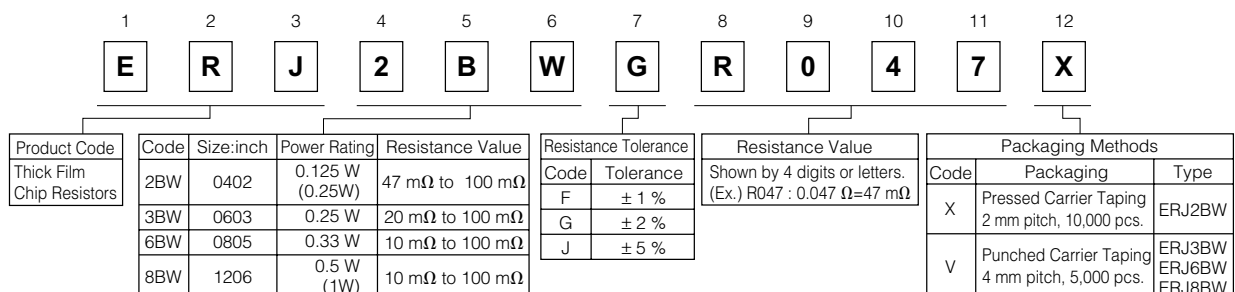 1 2 3 4 5 6 7 8 9 10 11 12
E R J 2 B W G R 0 4 7 X
Product Code
Thick Film
Chip Resistors
Code Size:inch Power Rating Resistance Value
2BW 0402 0.125 W (0.25W) 47 mΩ to 100 mΩ
3BW 0603 0.25 W 20 mΩ to 100 mΩ
6BW 0805 0.33 W 10 mΩ to 100 mΩ
8BW 1206 0.5 W (1W) 10 mΩ to 100 mΩ
Resistance Tolerance
Code Tolerance
F ± 1 %
G ± 2 %
J ± 5 %
Resistance Value
Shown by 4 digits or letters.
(Ex.) R047 : 0.047 Ω=47 mΩ
Packaging Methods
Code Packaging Type
X Pressed Carrier Taping 2 mm pitch, 10,000 pcs. ERJ2BW
V Punched Carrier Taping 4 mm pitch, 5,000 pcs. ERJ3BW ERJ6BW ERJ8BW